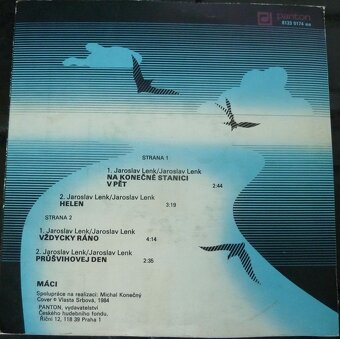 panton
8133 0174 ea
STRANA 1
1. Jaroslav Lenk/Jaroslav Lenk
NA KONEČNÉ STANICI
V PĚT 2:44
2. Jaroslav Lenk/Jaroslav Lenk
HELEN 3:19
STRANA 2
1. Jaroslav Lenk/Jaroslav Lenk
VŽDYCKY RÁNO 4:14
2. Jaroslav Lenk/Jaroslav Lenk
PRŮŠVIHOVEJ DEN 2:35
MÁCI
Spolupráce na realizaci: Michal Konečný
Cover © Vlasta Srbová, 1984
PANTON, vydavatelství
Českého hudebního fondu,
Říční 12, 118 39 Praha 1